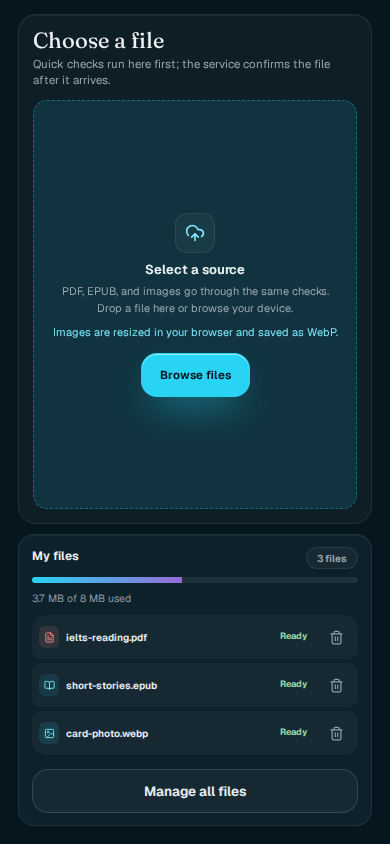 Choose a file
Quick checks run here first; the service confirms the file
after it arrives.
Select a source
PDF, EPUB, and images go through the same checks.
Drop a file here or browse your device.
Images are resized in your browser and saved as WebP.
Browse files
My files
3 files
3.7 MB of 8 MB used
ielts-reading.pdf
Ready
short-stories.epub
Ready
card-photo.webp
Ready
Manage all files